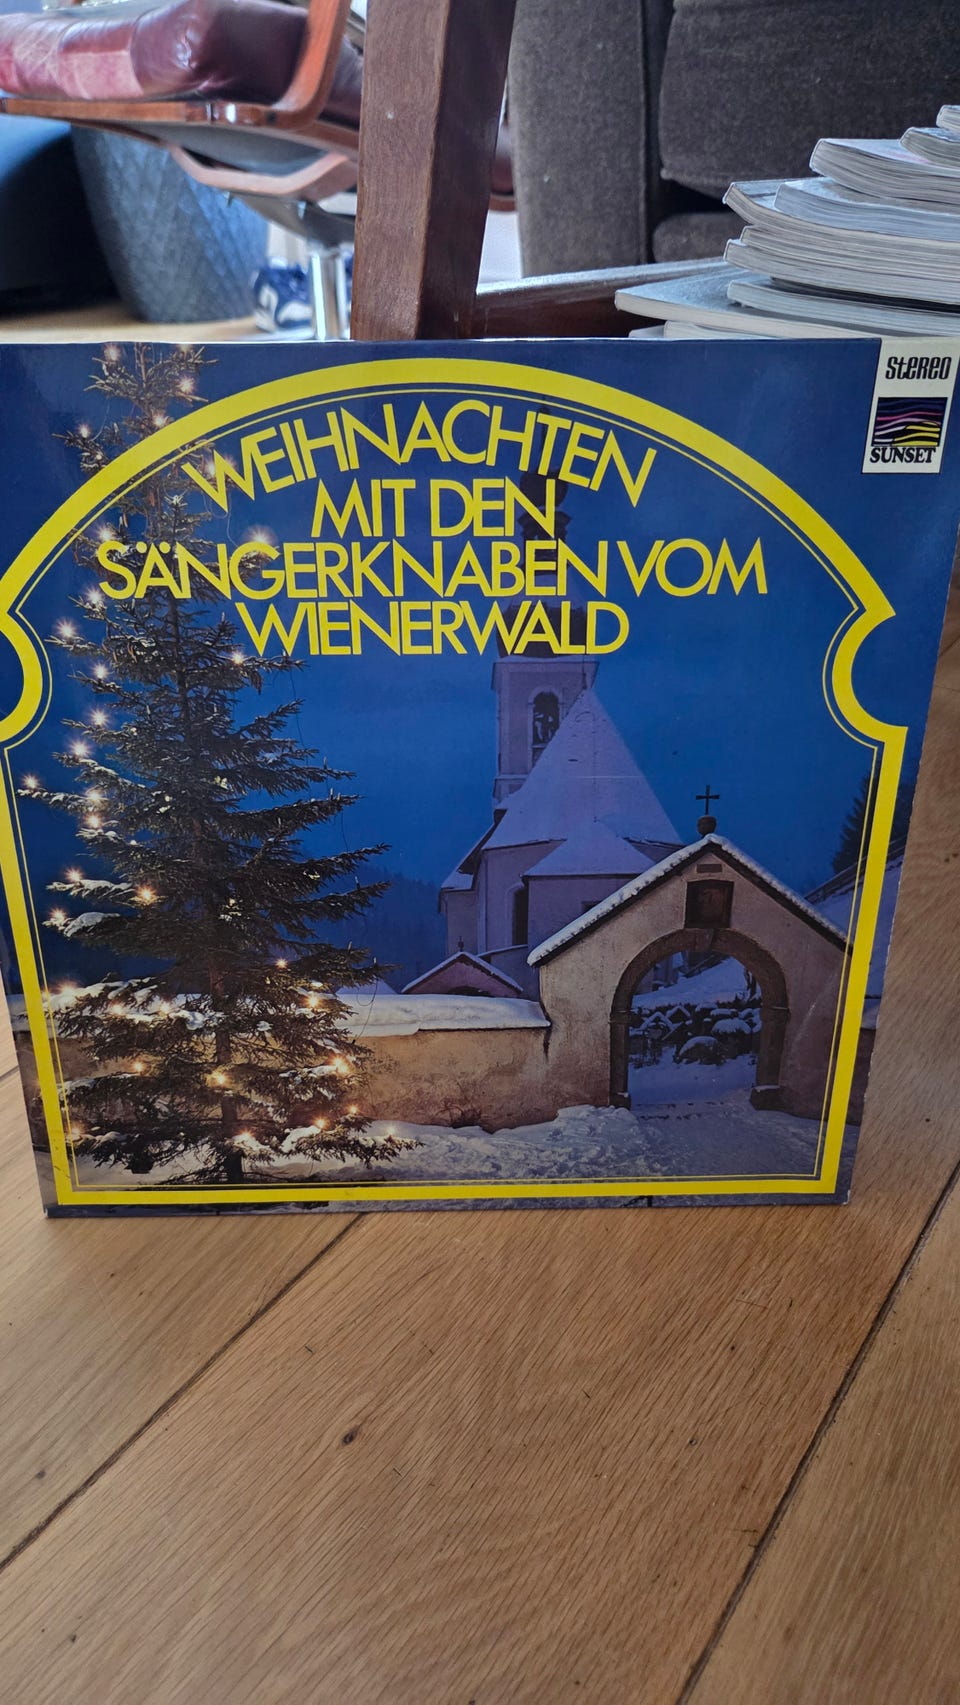 stereo
SUNSET
WEIHNACHTEN
MIT DEN
SÄNGERKNABEN VOM
WIENERWALD